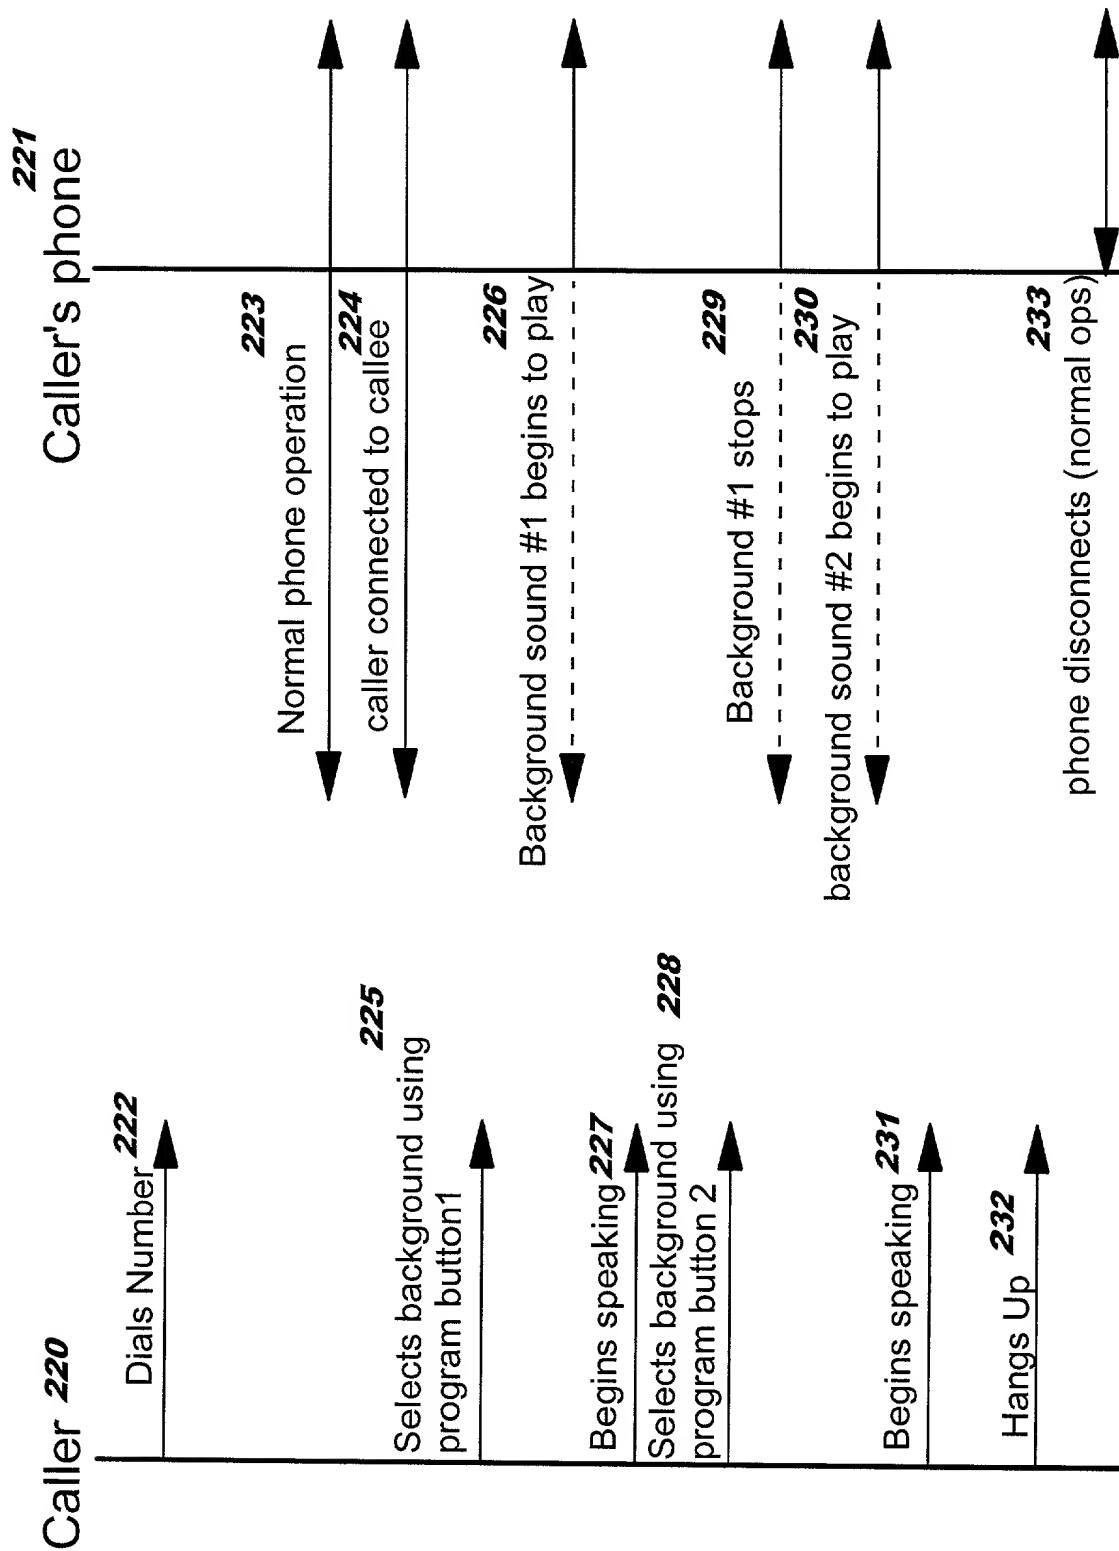 Caller 220
Caller's phone 221
Dials Number 222
223
Normal phone operation
224
caller connected to callee
225
Selects background using
program button1
226
Background sound #1 begins to play
Begins speaking 227
Selects background using 228
program button 2
229
Background #1 stops
230
background sound #2 begins to play
Begins speaking 231
Hangs Up 232
233
phone disconnects (normal ops)